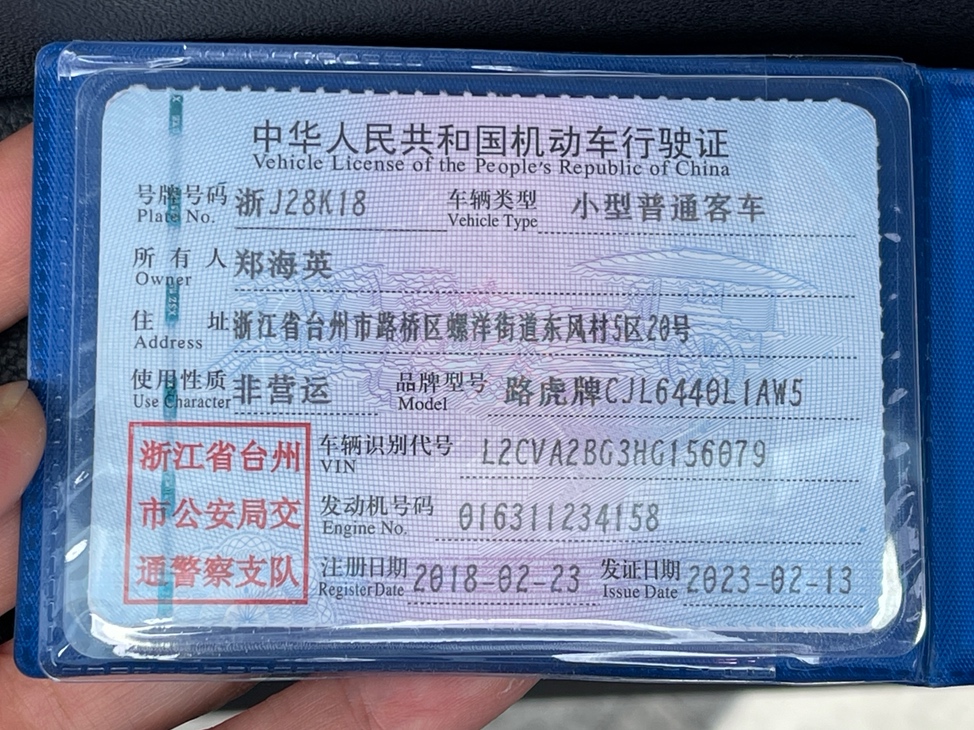 中华人民共和国机动车行驶证
Vehicle License of the People's Republic of China
号牌号码 浙J28K18 车辆类型 小型普通客车
Plate No. Vehicle Type
所有人 郑海英
Owner
住址 浙江省台州市路桥区螺洋街道东风村5区20号
Address
使用性质 非营运 品牌型号 路虎牌CJL6440L1AW5
Use Character Model
浙江省台州
市公安局交
通警察支队
车辆识别代号 L2CVA2BG3HG156079
VIN
发动机号码 016311234158
Engine No.
注册日期 2018-02-23 发证日期 2023-02-13
Register Date Issue Date